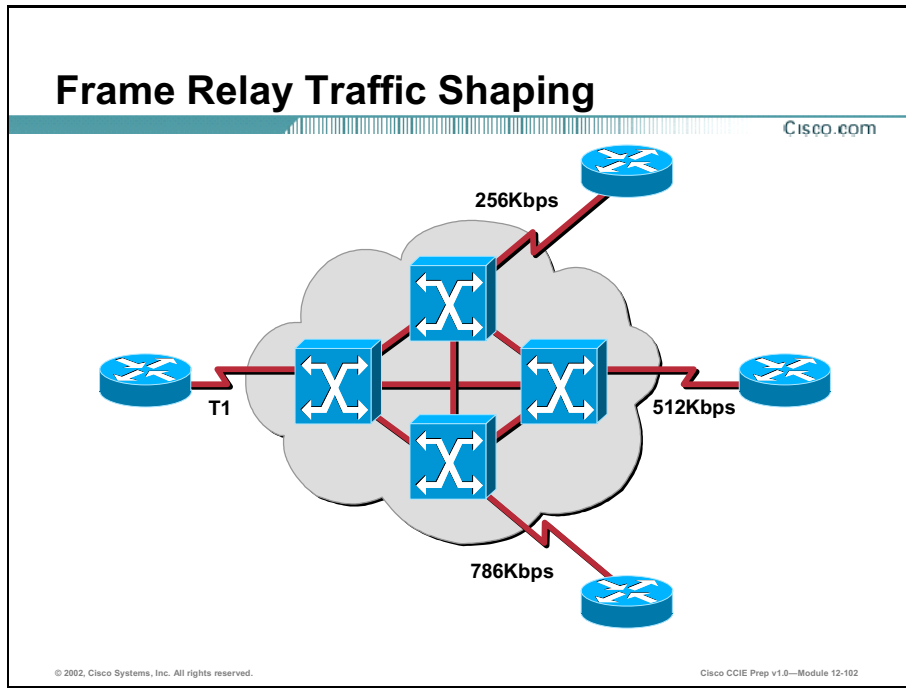 Frame Relay Traffic Shaping
Cisco.com
256Kbps
T1
512Kbps
786Kbps
© 2002, Cisco Systems, Inc. All rights reserved.
Cisco CCIE Prep v1.0—Module 12-102